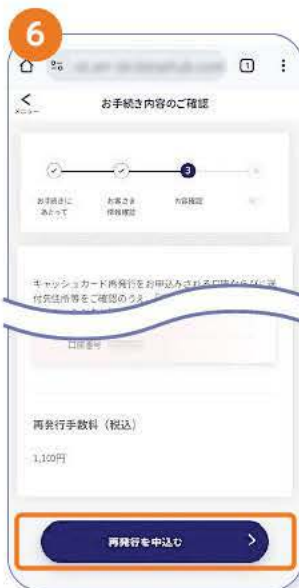 6
1
メニュー
お手続き内容のご確認
3
お手続きに お客さま 内容確認
あたって 情報確認
キャッシュカード再発行をお申込みされる口座ならびに送
付先住所等をご確認のうえ、
口座番号
再発行手数料（税込）
1,100円
再発行を申込む